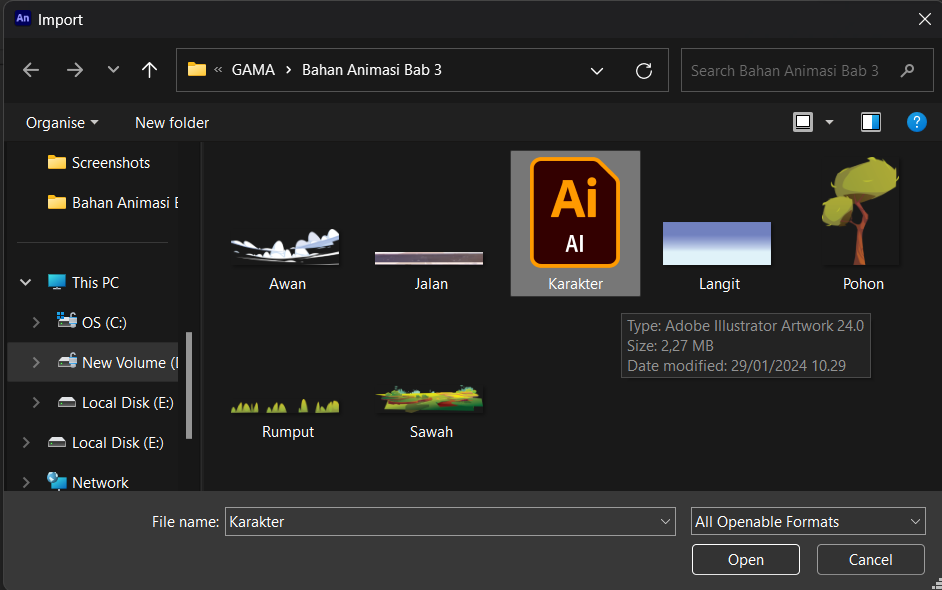 An Import
« GAMA > Bahan Animasi Bab 3
Search Bahan Animasi Bab 3
Organise New folder
?
Screenshots
Bahan Animasi B
This PC
OS (C:)
New Volume (
Local Disk (E:)
Local Disk (E:)
Network
Ai
AI
Awan
Jalan
Karakter
Langit
Pohon
Type: Adobe Illustrator Artwork 24.0
Size: 2,27 MB
Date modified: 29/01/2024 10.29
Rumput
Sawah
File name: Karakter
All Openable Formats
Open
Cancel